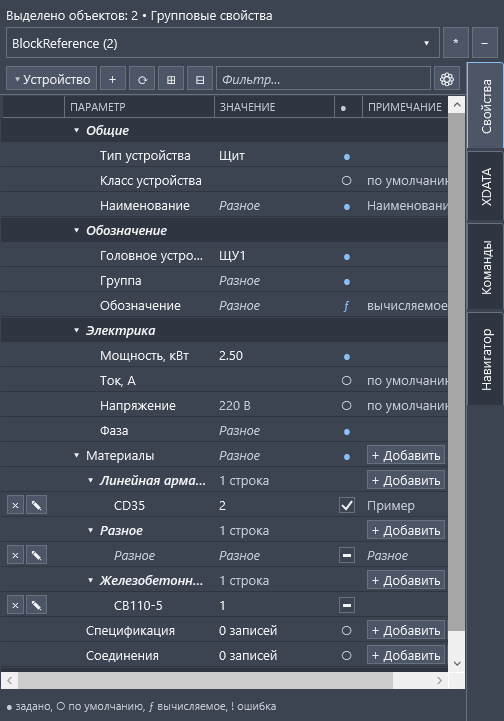 Выделено объектов: 2 • Групповые свойства
BlockReference (2)
* −
Устройство + Фильтр...
ПАРАМЕТР ЗНАЧЕНИЕ ● ПРИМЕЧАНИЕ
Общие
Тип устройства Щит
Класс устройства по умолчани
Наименование Разное Наименовани
Обозначение
Головное устро... ЩУ1
Группа Разное
Обозначение Разное ƒ вычисляемое
Электрика
Мощность, кВт 2.50
Ток, А по умолчани
Напряжение 220 В по умолчани
Фаза Разное
Материалы Разное + Добавить
Линейная арма... 1 строка + Добавить
CD35 2 Пример
Разное 1 строка + Добавить
Разное Разное Разное
Железобетонн... 1 строка + Добавить
СВ110-5 1
Спецификация 0 записей + Добавить
Соединения 0 записей + Добавить
● задано, ○ по умолчанию, ƒ вычисляемое, ! ошибка
Свойства
XDATA
Команды
Навигатор